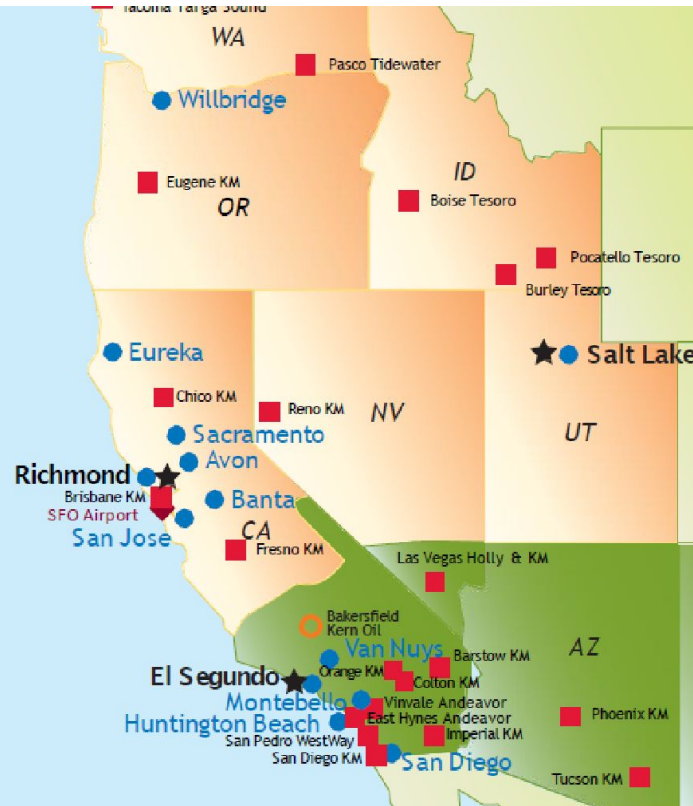 Tacoma Targa Sound
WA
Pasco Tidewater
Willbridge
ID
Eugene KM
Boise Tesoro
OR
Pocatello Tesoro
Burley Tesoro
Eureka
Salt Lake
Chico KM
Reno KM
NV
Sacramento
UT
Avon
Richmond
Brisbane KM
Banta
SFO Airport
CA
San Jose
Fresno KM
Las Vegas Holly & KM
Bakersfield
Kern Oil
Van Nuys
AZ
Barstow KM
Orange KM
El Segundo
Colton KM
Montebello
Vinvale Andeavor
Phoenix KM
East Hynes Andeavor
Huntington Beach
Imperial KM
San Pedro WestWay
San Diego KM
San Diego
Tucson KM